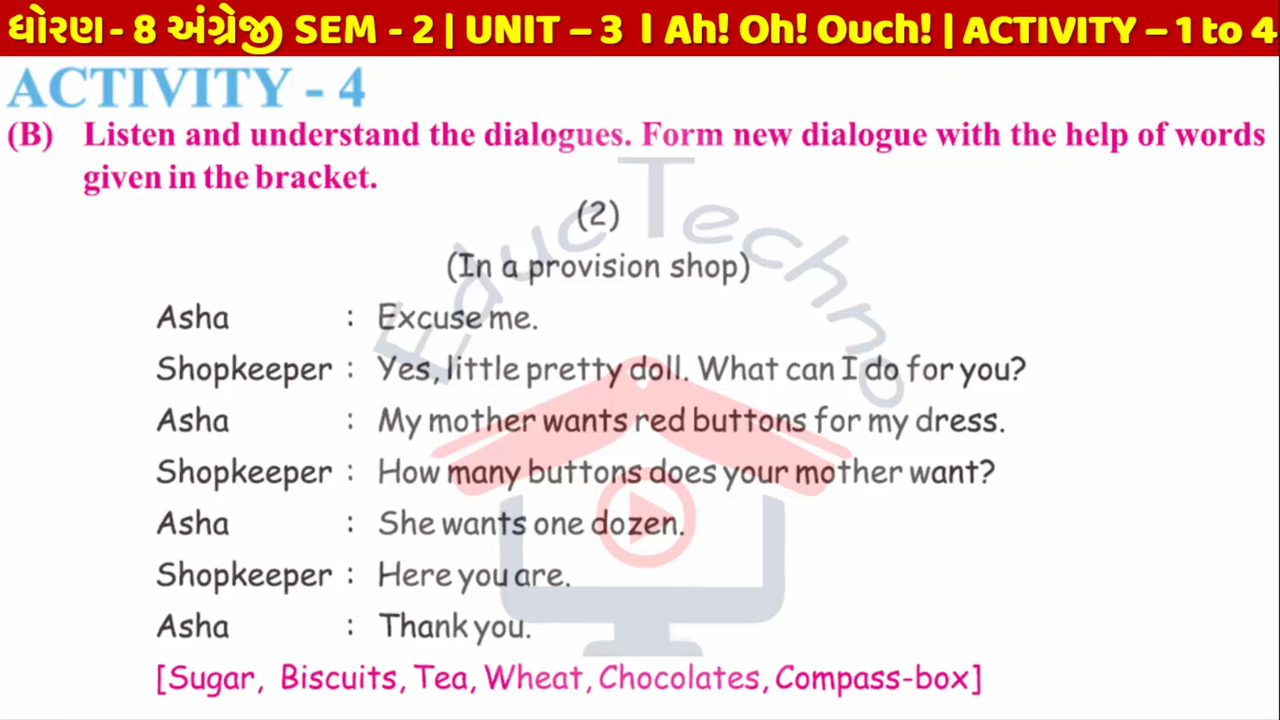 ધોરણ - 8 અંગ્રેજી SEM - 2 | UNIT – 3 | Ah! Oh! Ouch! | ACTIVITY – 1 to 4
ACTIVITY - 4
(B) Listen and understand the dialogues. Form new dialogue with the help of words
given in the bracket.
(2)
(In a provision shop)
Asha : Excuse me.
Shopkeeper : Yes, little pretty doll. What can I do for you?
Asha : My mother wants red buttons for my dress.
Shopkeeper : How many buttons does your mother want?
Asha : She wants one dozen.
Shopkeeper : Here you are.
Asha : Thank you.
[Sugar, Biscuits, Tea, Wheat, Chocolates, Compass-box]
Educ Techno